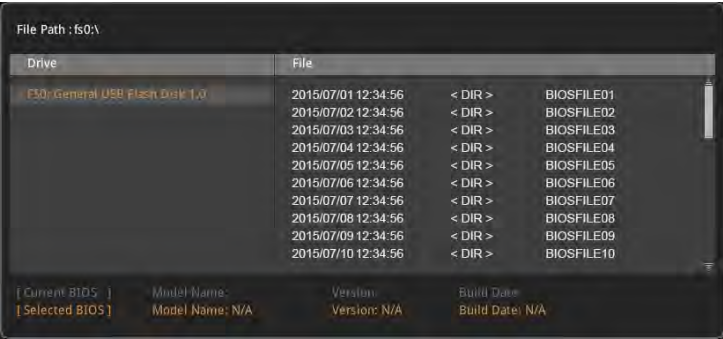 File Path : fs0:\
Drive File
FS0: General USB Flash Disk 1.0
2015/07/01 12:34:56 < DIR > BIOSFILE01
2015/07/02 12:34:56 < DIR > BIOSFILE02
2015/07/03 12:34:56 < DIR > BIOSFILE03
2015/07/04 12:34:56 < DIR > BIOSFILE04
2015/07/05 12:34:56 < DIR > BIOSFILE05
2015/07/06 12:34:56 < DIR > BIOSFILE06
2015/07/07 12:34:56 < DIR > BIOSFILE07
2015/07/08 12:34:56 < DIR > BIOSFILE08
2015/07/09 12:34:56 < DIR > BIOSFILE09
2015/07/10 12:34:56 < DIR > BIOSFILE10
[ Current BIOS ] Model Name: Version: Build Date:
[ Selected BIOS ] Model Name: N/A Version: N/A Build Date: N/A